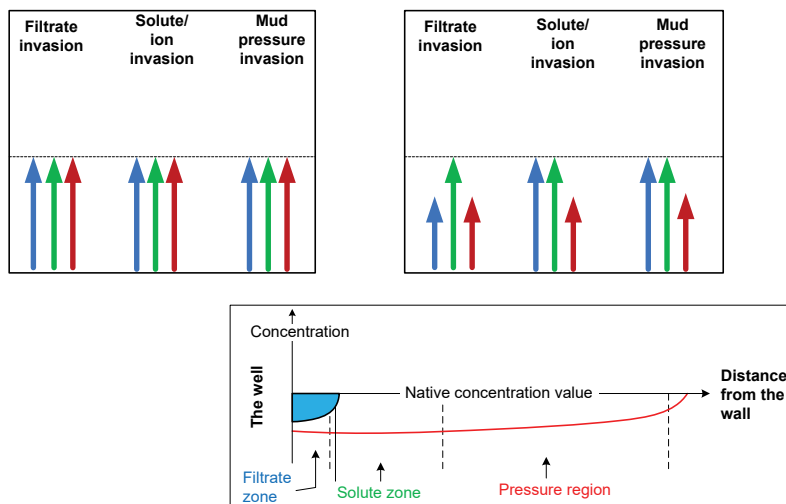 Filtrate
invasion
Solute/
ion
invasion
Mud
pressure
invasion
Filtrate
invasion
Solute/
ion
invasion
Mud
pressure
invasion
Concentration
The well
Native concentration value
Distance
from the
wall
Filtrate
zone
Solute zone
Pressure region